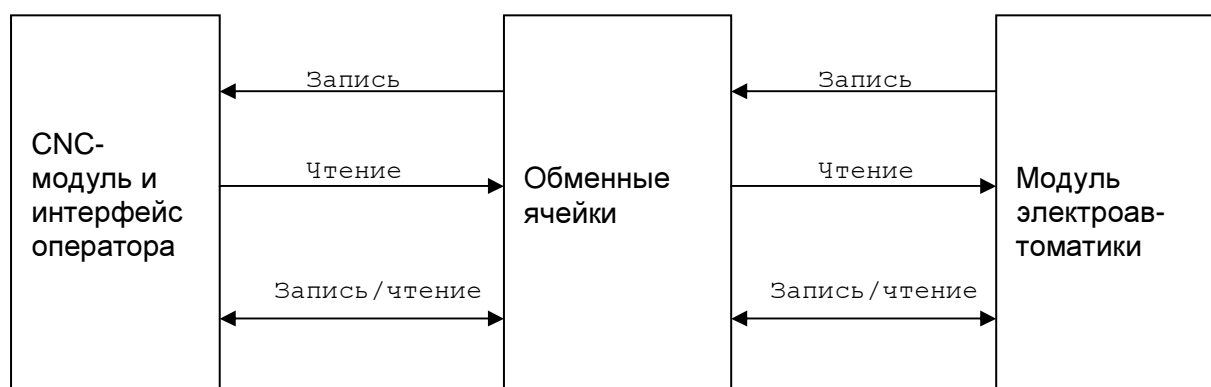 Запись
Запись
CNC-
модуль и
интерфейс
оператора
Чтение
Обменные
ячейки
Чтение
Модуль
электроав-
томатики
Запись/чтение
Запись/чтение